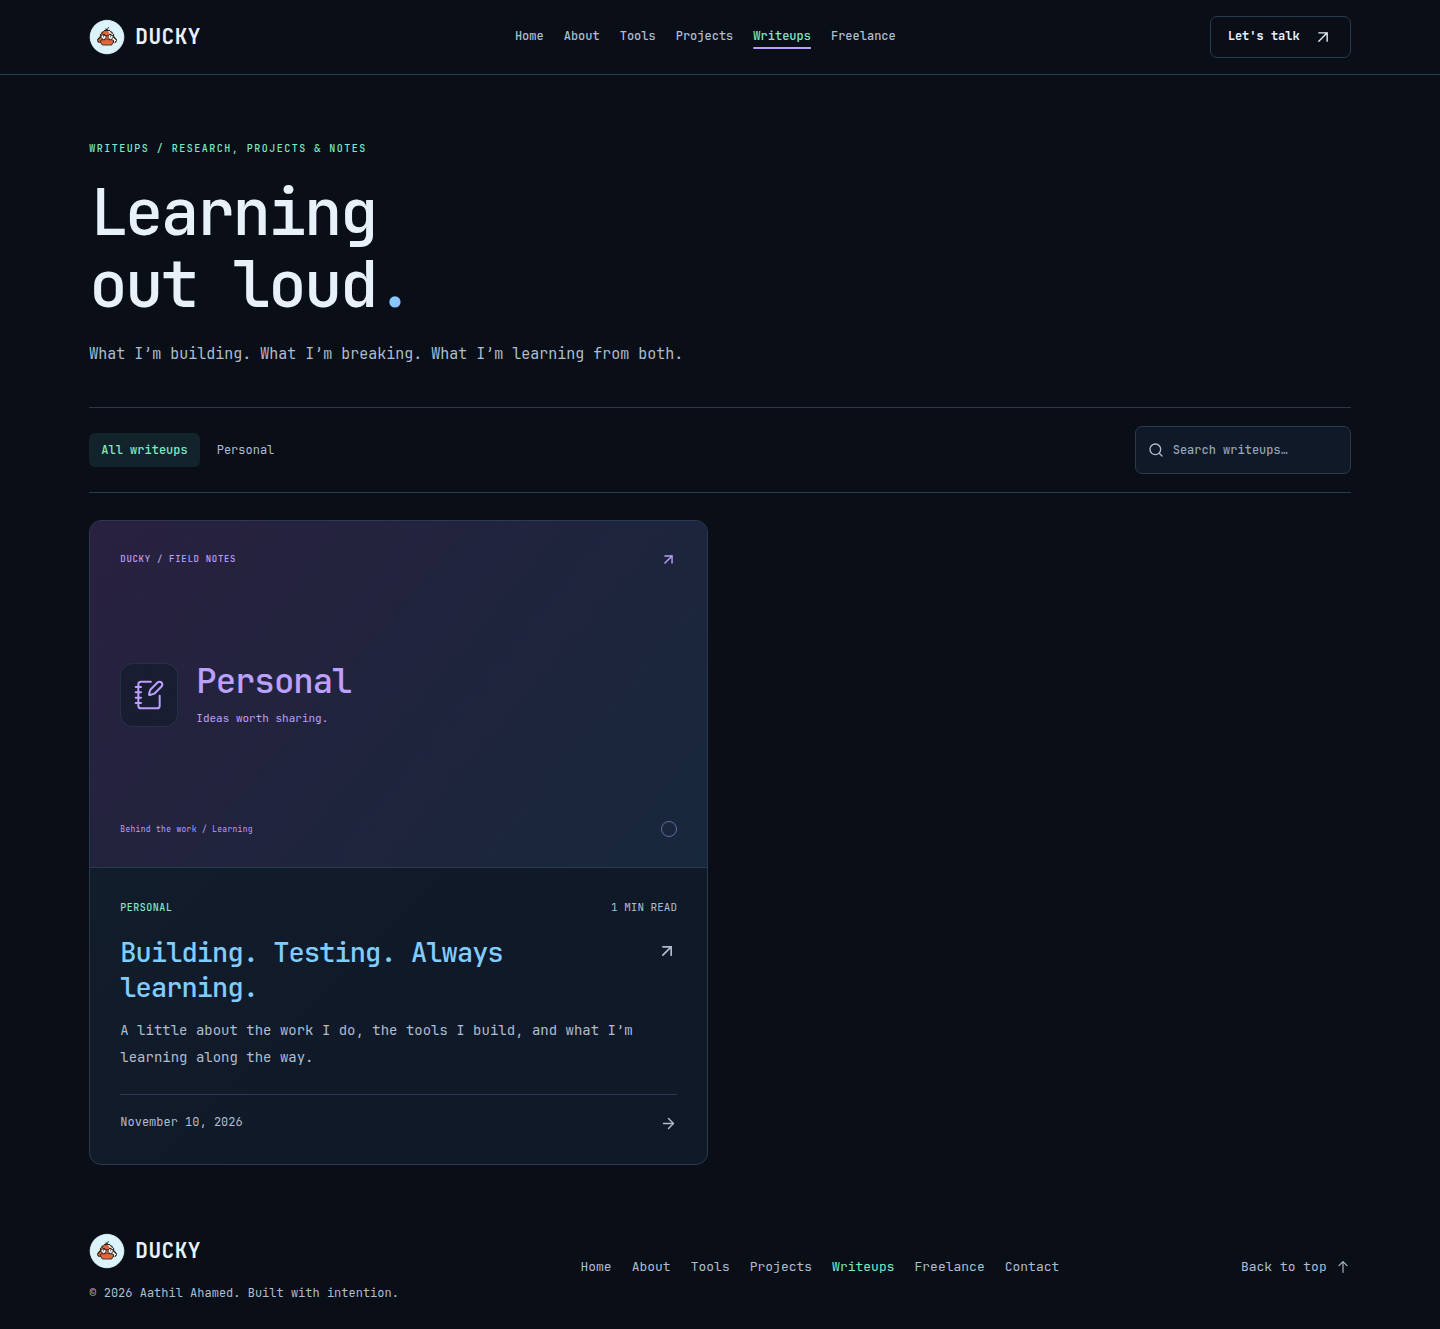 DUCKY
Home About Tools Projects Writeups Freelance
Let's talk
WRITEUPS / RESEARCH, PROJECTS & NOTES
Learning
out loud.
What I’m building. What I’m breaking. What I’m learning from both.
All writeups Personal
Search writeups…
DUCKY / FIELD NOTES
Personal
Ideas worth sharing.
Behind the work / Learning
PERSONAL 1 MIN READ
Building. Testing. Always
learning.
A little about the work I do, the tools I build, and what I’m
learning along the way.
November 10, 2026
DUCKY
© 2026 Aathil Ahamed. Built with intention.
Home About Tools Projects Writeups Freelance Contact
Back to top